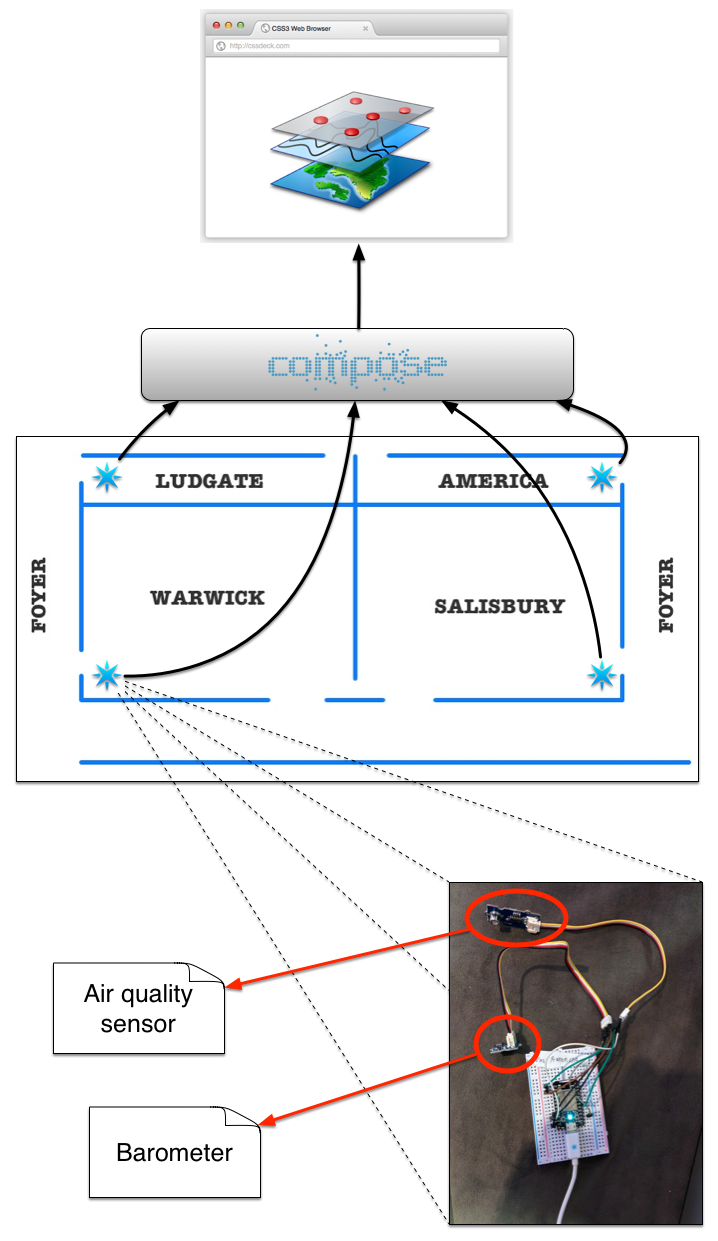 CSS3 Web Browser
http://cssdeck.com
compose
LUDGATE
AMERICA
FOYER
WARWICK
SALISBURY
FOYER
Air quality
sensor
Barometer